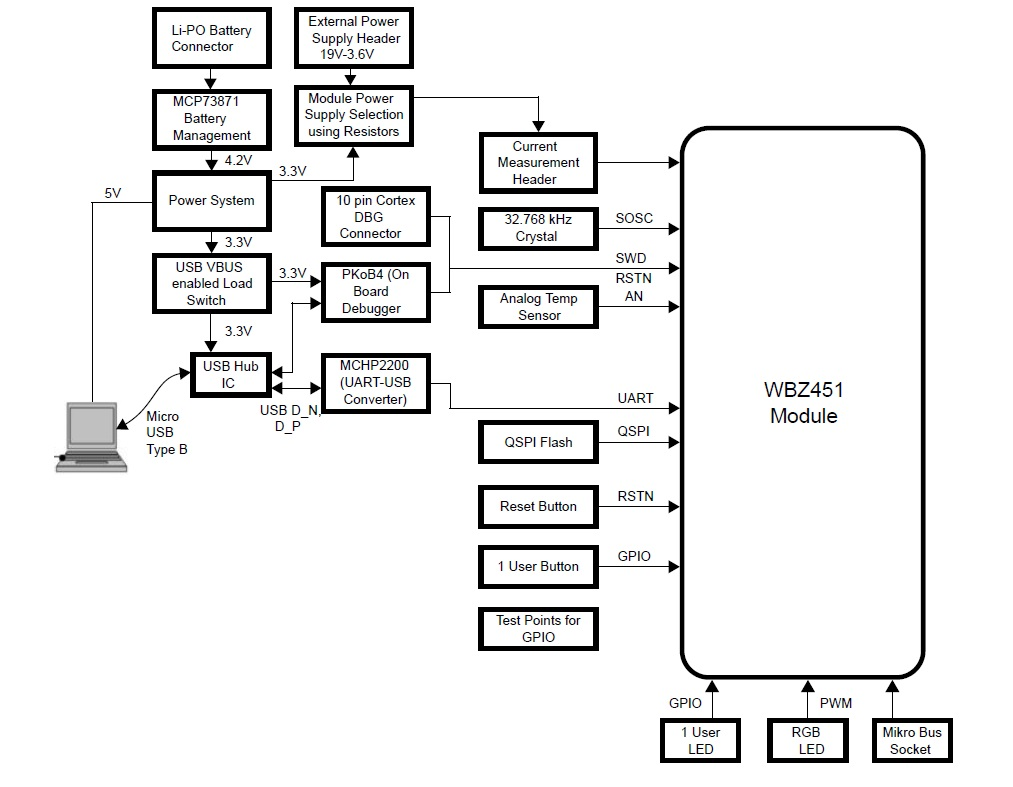 Li-PO Battery
Connector
External Power
Supply Header
19V-3.6V
MCP73871
Battery
Management
Module Power
Supply Selection
using Resistors
4.2V
3.3V
Current
Measurement
Header
5V
Power System
10 pin Cortex
DBG
Connector
32.768 kHz
Crystal
SOSC
3.3V
USB VBUS
enabled Load
Switch
3.3V
PKoB4 (On
Board
Debugger
SWD
RSTN
AN
Analog Temp
Sensor
3.3V
USB Hub
IC
MCHP2200
(UART-USB
Converter)
USB D_N,
D_P
Micro
USB
Type B
UART
WBZ451
Module
QSPI Flash
QSPI
Reset Button
RSTN
1 User Button
GPIO
Test Points for
GPIO
GPIO
PWM
1 User
LED
RGB
LED
Mikro Bus
Socket